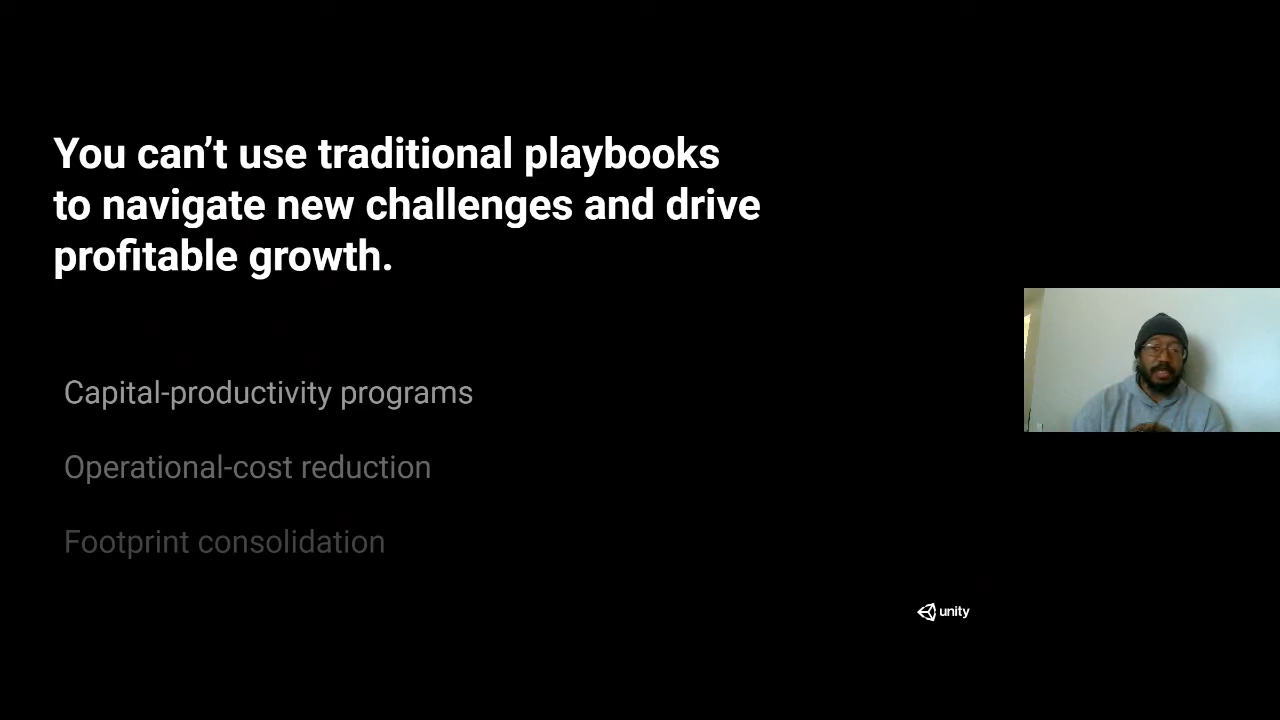 You can’t use traditional playbooks
to navigate new challenges and drive
profitable growth.
Capital-productivity programs
Operational-cost reduction
Footprint consolidation
unity